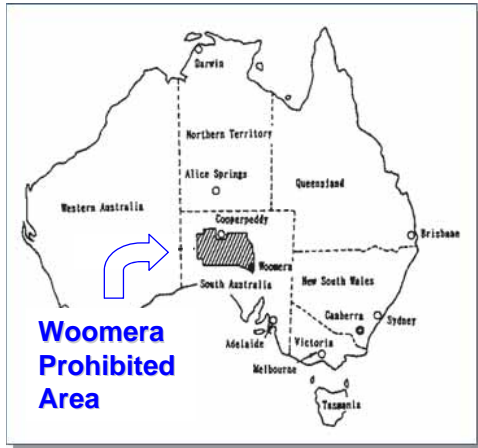 Darwin
Northern Territory
Alice Springs
Queensland
Western Australia
Cooperpeddy
Brisbane
Woomera
South Australia
New South Wales
Canberra
Sydney
Adelaide
Victoria
Melbourne
Tasmania
Woomera
Prohibited
Area